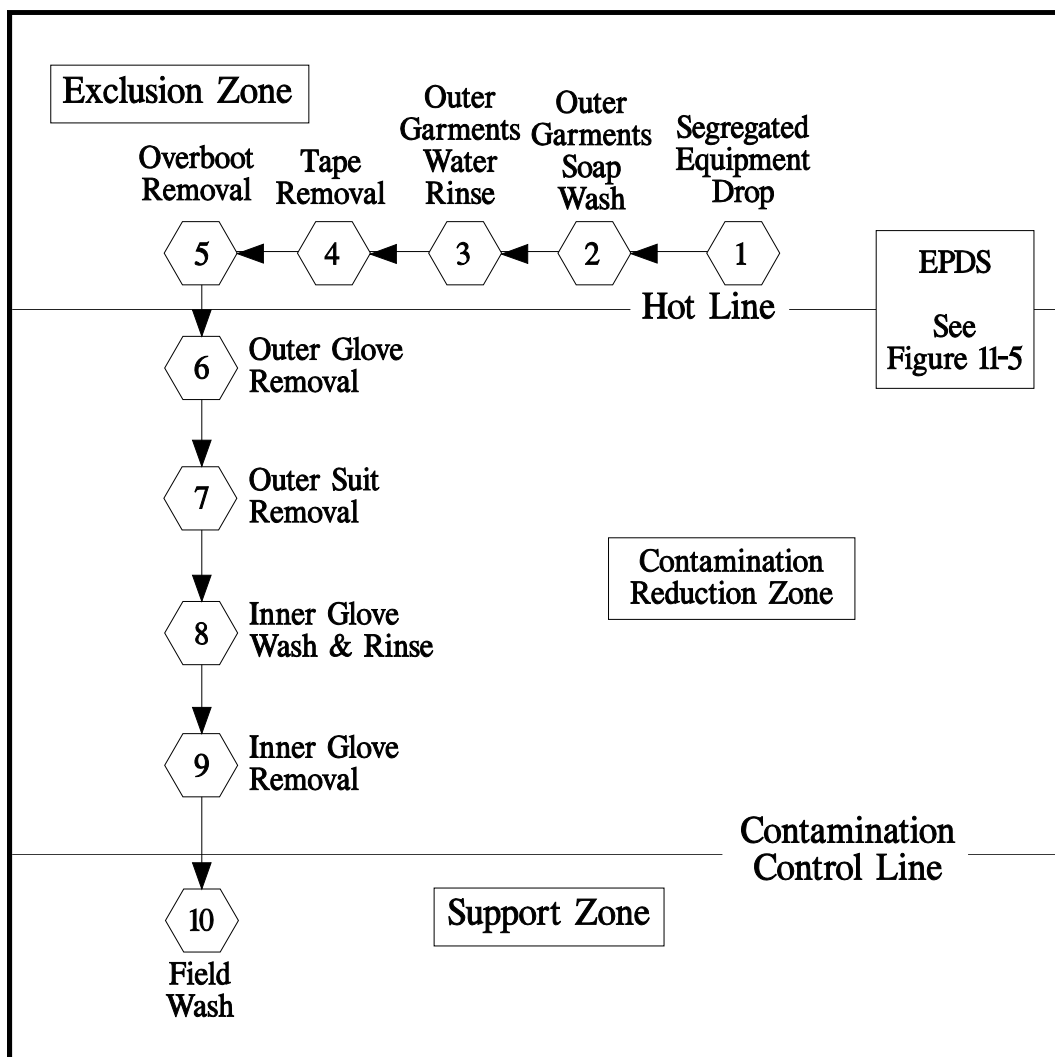 Exclusion Zone
Overboot
Removal
Tape
Removal
Outer
Garments
Water
Rinse
Outer
Garments
Soap
Wash
Segregated
Equipment
Drop
5
4
3
2
1
EPDS
See
Figure 11-5
Hot Line
6
Outer Glove
Removal
7
Outer Suit
Removal
Contamination
Reduction Zone
8
Inner Glove
Wash & Rinse
9
Inner Glove
Removal
Contamination
Control Line
Support Zone
10
Field
Wash